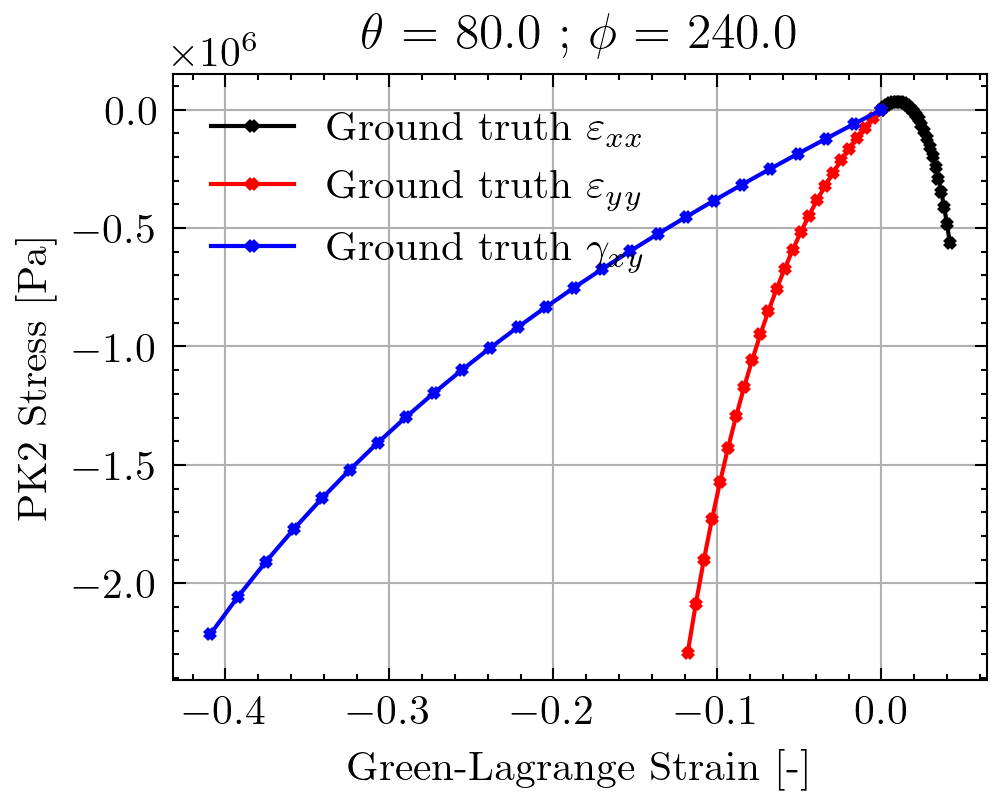 θ = 80.0 ; ϕ = 240.0
×10⁶
0.0
−0.5
−1.0
−1.5
−2.0
PK2 Stress [Pa]
Ground truth εₓₓ
Ground truth ε_yy
Ground truth γ_xy
−0.4 −0.3 −0.2 −0.1 0.0
Green-Lagrange Strain [-]